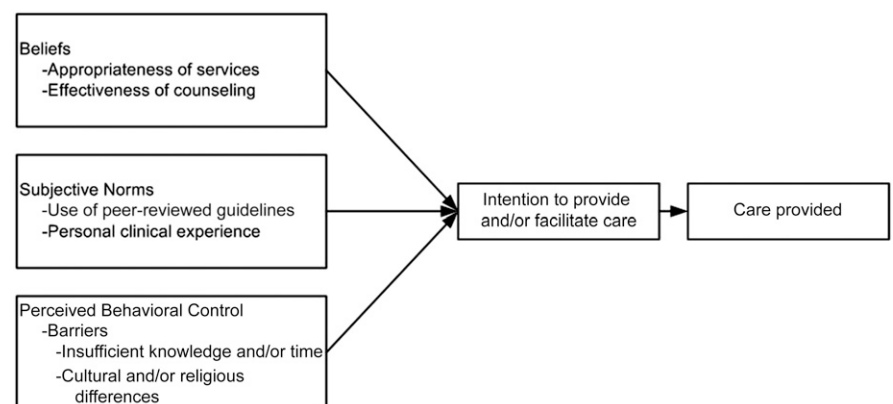 Beliefs
-Appropriateness of services
-Effectiveness of counseling
Subjective Norms
-Use of peer-reviewed guidelines
-Personal clinical experience
Perceived Behavioral Control
-Barriers
-Insufficient knowledge and/or time
-Cultural and/or religious
differences
Intention to provide
and/or facilitate care
Care provided